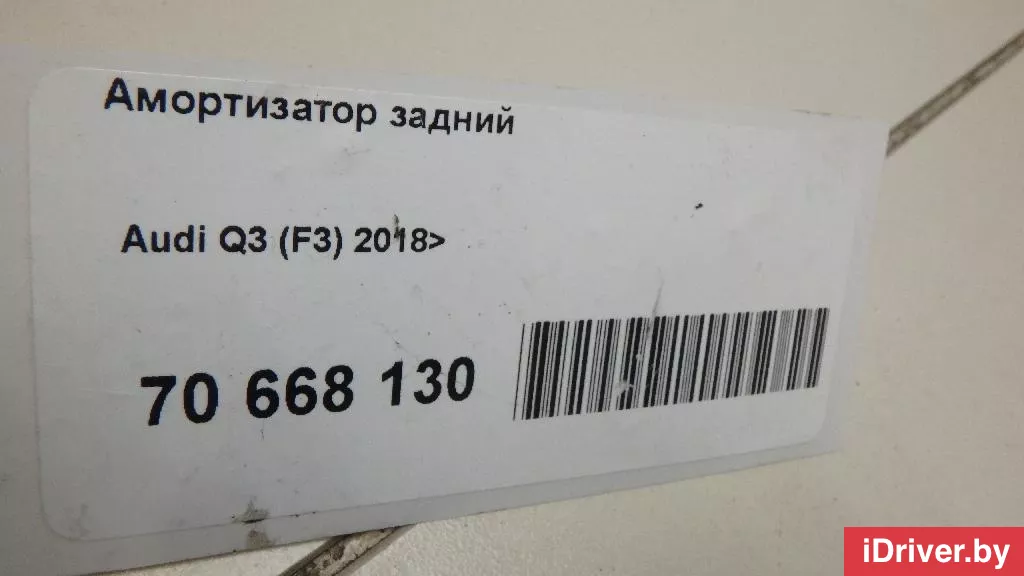 Амортизатор задний
Audi Q3 (F3) 2018>
70 668 130
iDriver.by